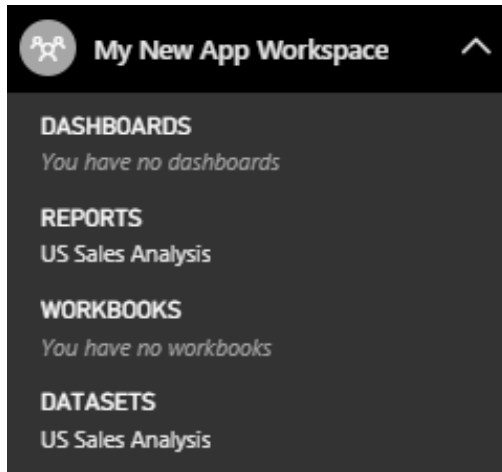 My New App Workspace
DASHBOARDS
You have no dashboards
REPORTS
US Sales Analysis
WORKBOOKS
You have no workbooks
DATASETS
US Sales Analysis